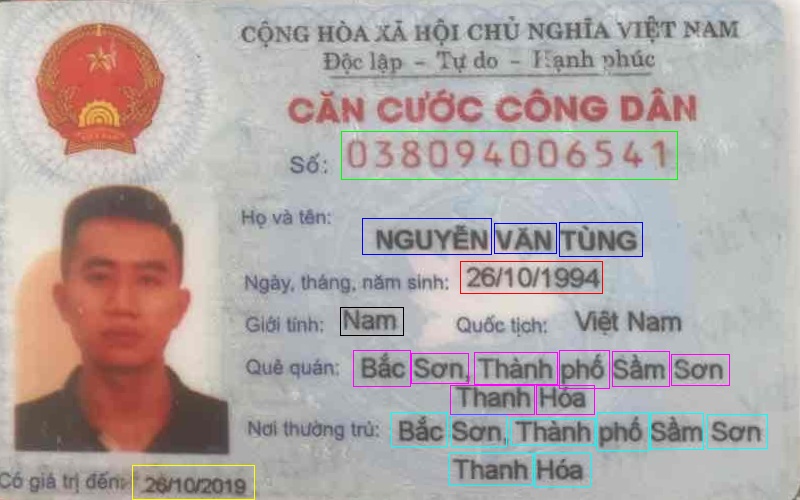 CỘNG HÒA XÃ HỘI CHỦ NGHĨA VIỆT NAM
Độc lập - Tự do - Hạnh phúc
CĂN CƯỚC CÔNG DÂN
Số: 038094006541
Họ và tên:
NGUYỄN VĂN TÙNG
Ngày, tháng, năm sinh: 26/10/1994
Giới tính: Nam Quốc tịch: Việt Nam
Quê quán: Bắc Sơn, Thành phố Sầm Sơn
Thanh Hóa
Nơi thường trú: Bắc Sơn, Thành phố Sầm Sơn
Thanh Hóa
Có giá trị đến: 26/10/2019